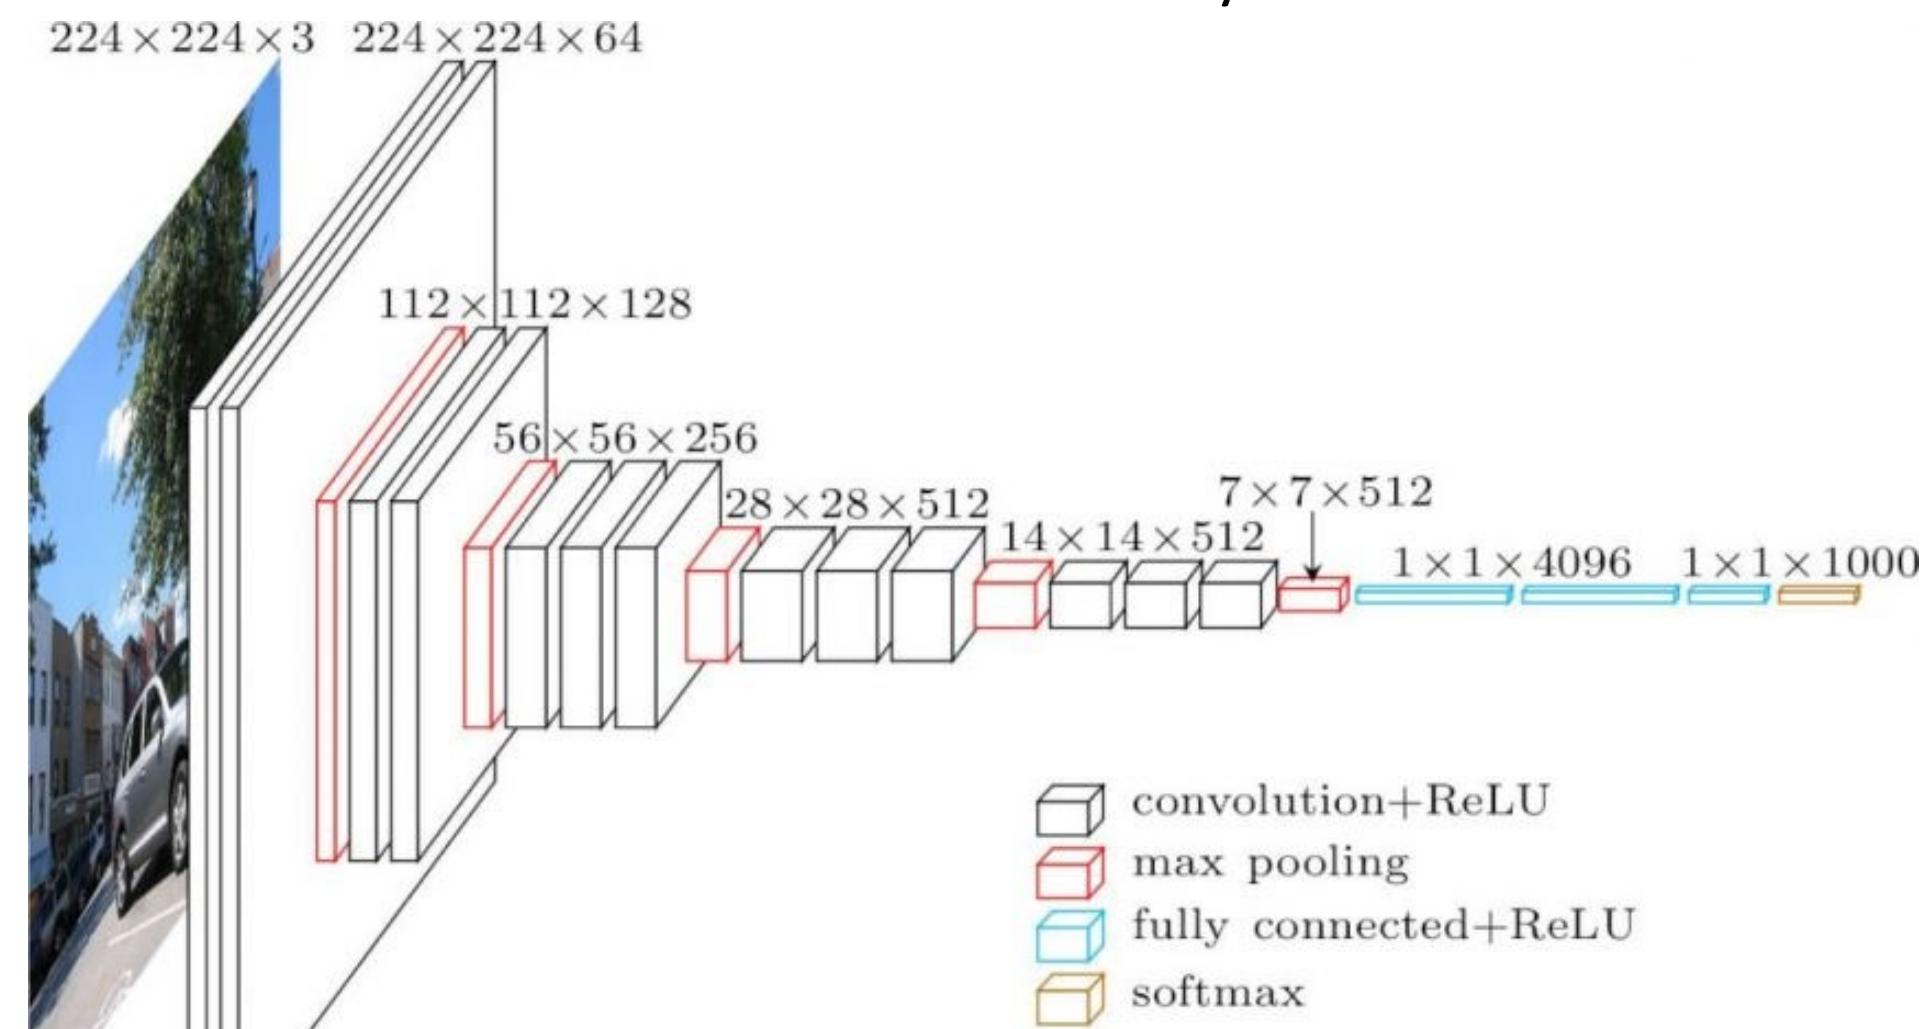 224×224×3
224×224×64
112×112×128
56×56×256
28×28×512
14×14×512
7×7×512
1×1×4096
1×1×1000
convolution+ReLU
max pooling
fully connected+ReLU
softmax